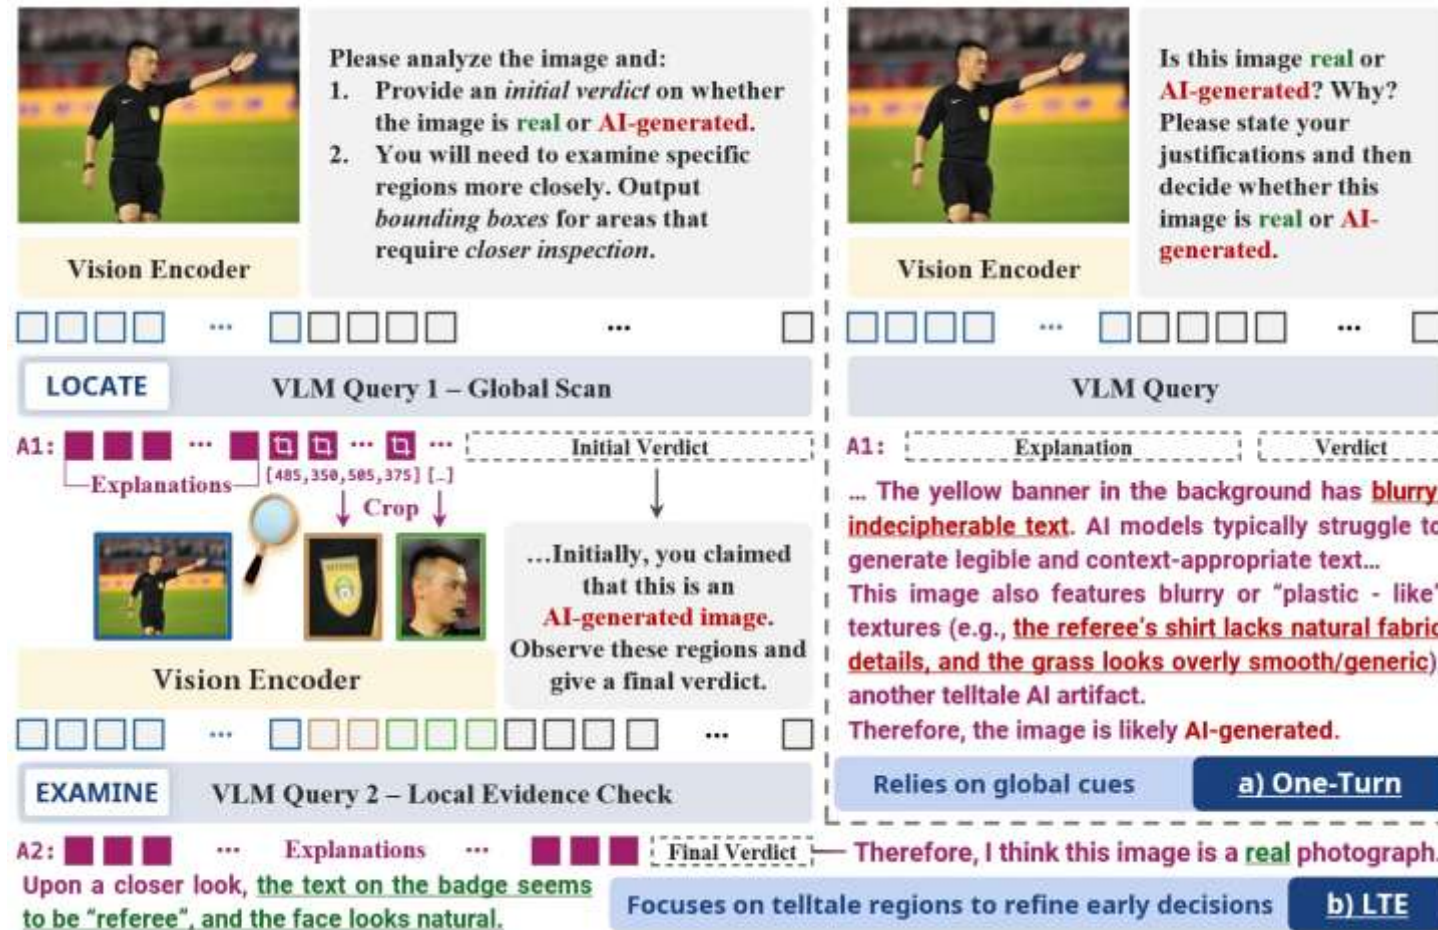 Please analyze the image and:
1. Provide an initial verdict on whether
the image is real or AI-generated.
2. You will need to examine specific
regions more closely. Output
bounding boxes for areas that
require closer inspection.
Vision Encoder
...
...
LOCATE
VLM Query 1 – Global Scan
A1:
...
...
...
Initial Verdict
Explanations
[485,350,505,375] […]
Crop
…Initially, you claimed
that this is an
AI-generated image.
Observe these regions and
give a final verdict.
Vision Encoder
...
...
EXAMINE
VLM Query 2 – Local Evidence Check
A2:
...
Explanations
...
Final Verdict
Therefore, I think this image is a real photograph.
Upon a closer look, the text on the badge seems
to be “referee”, and the face looks natural.
Focuses on telltale regions to refine early decisions
b) LTE
Is this image real or
AI-generated? Why?
Please state your
justifications and then
decide whether this
image is real or AI-
generated.
Vision Encoder
...
...
VLM Query
A1:
Explanation
Verdict
... The yellow banner in the background has blurry
indecipherable text. AI models typically struggle to
generate legible and context-appropriate text...
This image also features blurry or “plastic - like”
textures (e.g., the referee’s shirt lacks natural fabric
details, and the grass looks overly smooth/generic)
another telltale AI artifact.
Therefore, the image is likely AI-generated.
Relies on global cues
a) One-Turn